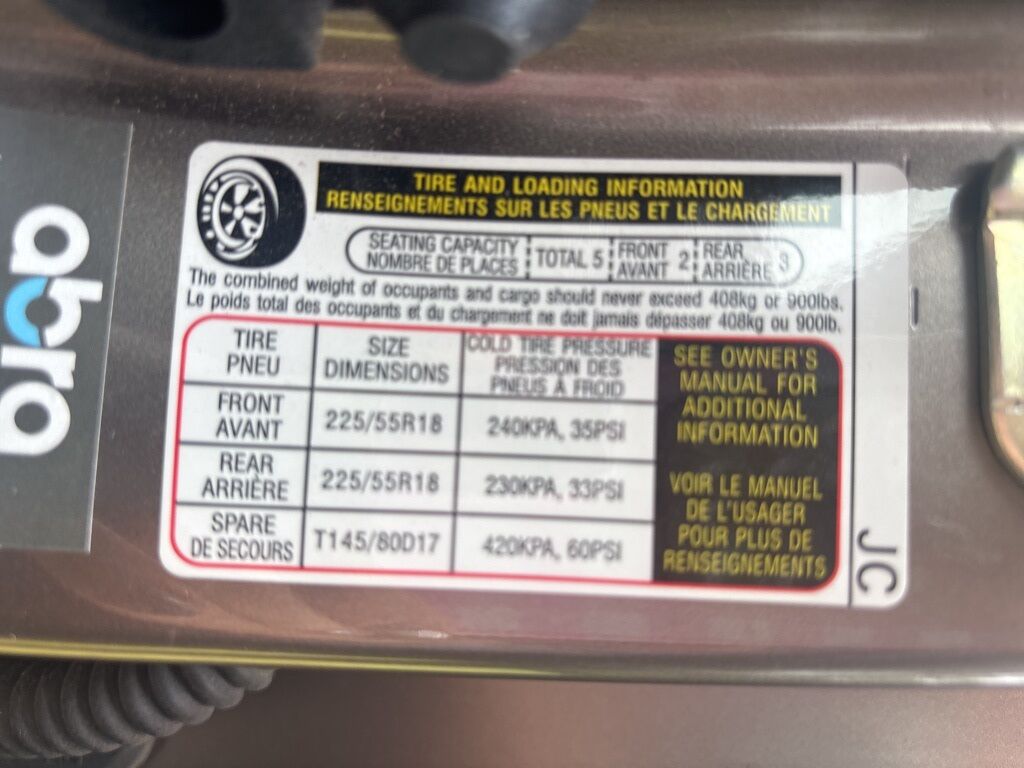 abra
TIRE AND LOADING INFORMATION
RENSEIGNEMENTS SUR LES PNEUS ET LE CHARGEMENT
SEATING CAPACITY
NOMBRE DE PLACES
TOTAL 5
FRONT
AVANT 2
REAR
ARRIÈRE 3
The combined weight of occupants and cargo should never exceed 408kg or 900lbs.
Le poids total des occupants et du chargement ne doit jamais dépasser 408kg ou 900lb.
TIRE
PNEU
SIZE
DIMENSIONS
COLD TIRE PRESSURE
PRESSION DES
PNEUS À FROID
FRONT
AVANT
225/55R18
240KPA, 35PSI
REAR
ARRIÈRE
225/55R18
230KPA, 33PSI
SPARE
DE SECOURS
T145/80D17
420KPA, 60PSI
SEE OWNER'S
MANUAL FOR
ADDITIONAL
INFORMATION
VOIR LE MANUEL
DE L'USAGER
POUR PLUS DE
RENSEIGNEMENTS
JC